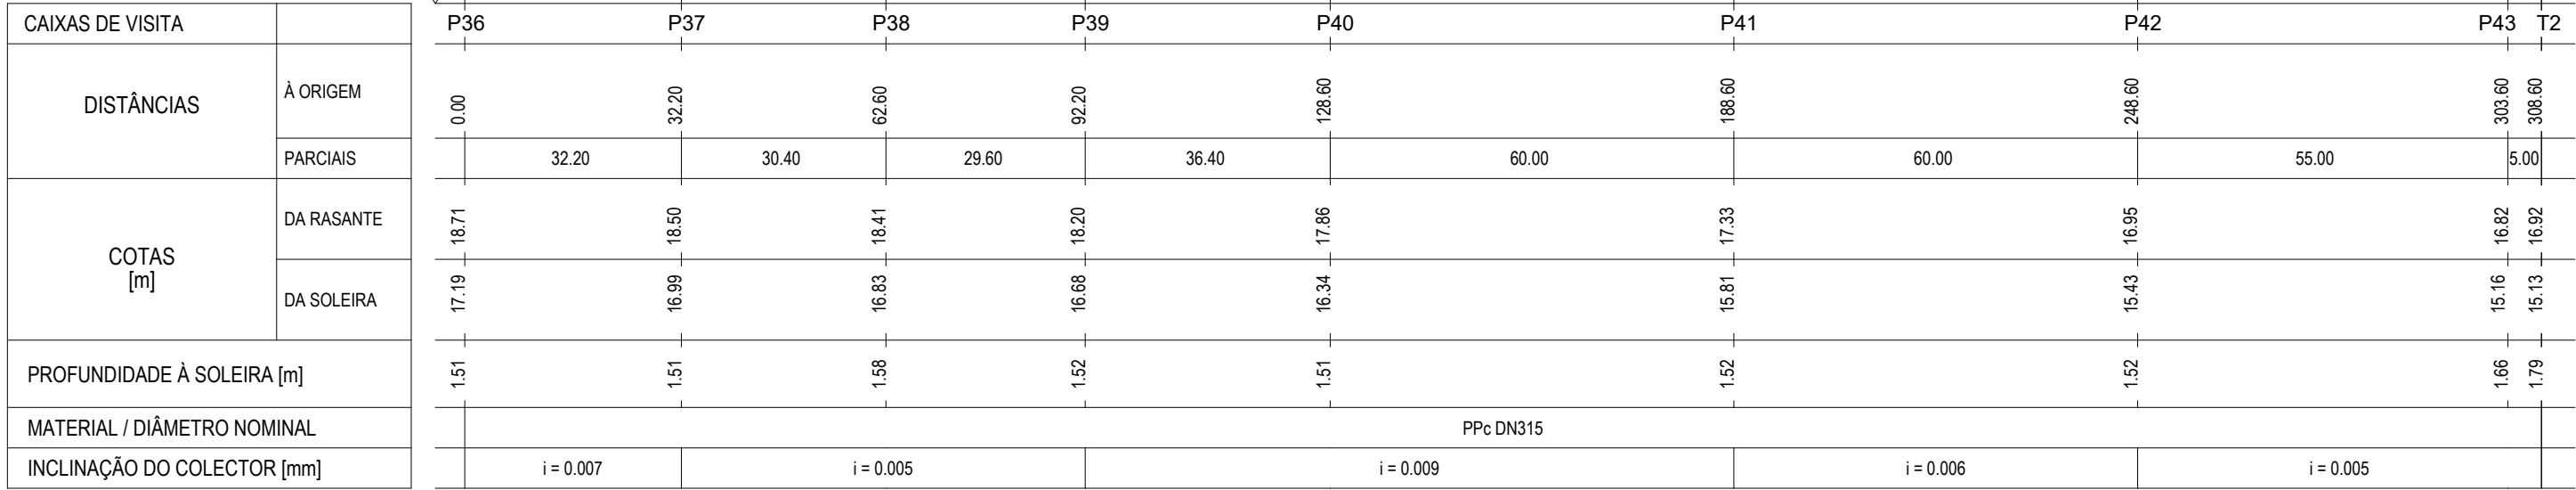 CAIXAS DE VISITA P36 P37 P38 P39 P40 P41 P42 P43 T2
DISTÂNCIAS
À ORIGEM 0.00 32.20 62.60 92.20 128.60 188.60 248.60 303.60 308.60
PARCIAIS 32.20 30.40 29.60 36.40 60.00 60.00 55.00 5.00
COTAS
[m]
DA RASANTE 18.71 18.50 18.41 18.20 17.86 17.33 16.95 16.82 16.92
DA SOLEIRA 17.19 16.99 16.83 16.68 16.34 15.81 15.43 15.16 15.13
PROFUNDIDADE À SOLEIRA [m] 1.51 1.51 1.58 1.52 1.51 1.52 1.52 1.66 1.79
MATERIAL / DIÂMETRO NOMINAL PPc DN315
INCLINAÇÃO DO COLECTOR [mm] i = 0.007 i = 0.005 i = 0.009 i = 0.006 i = 0.005